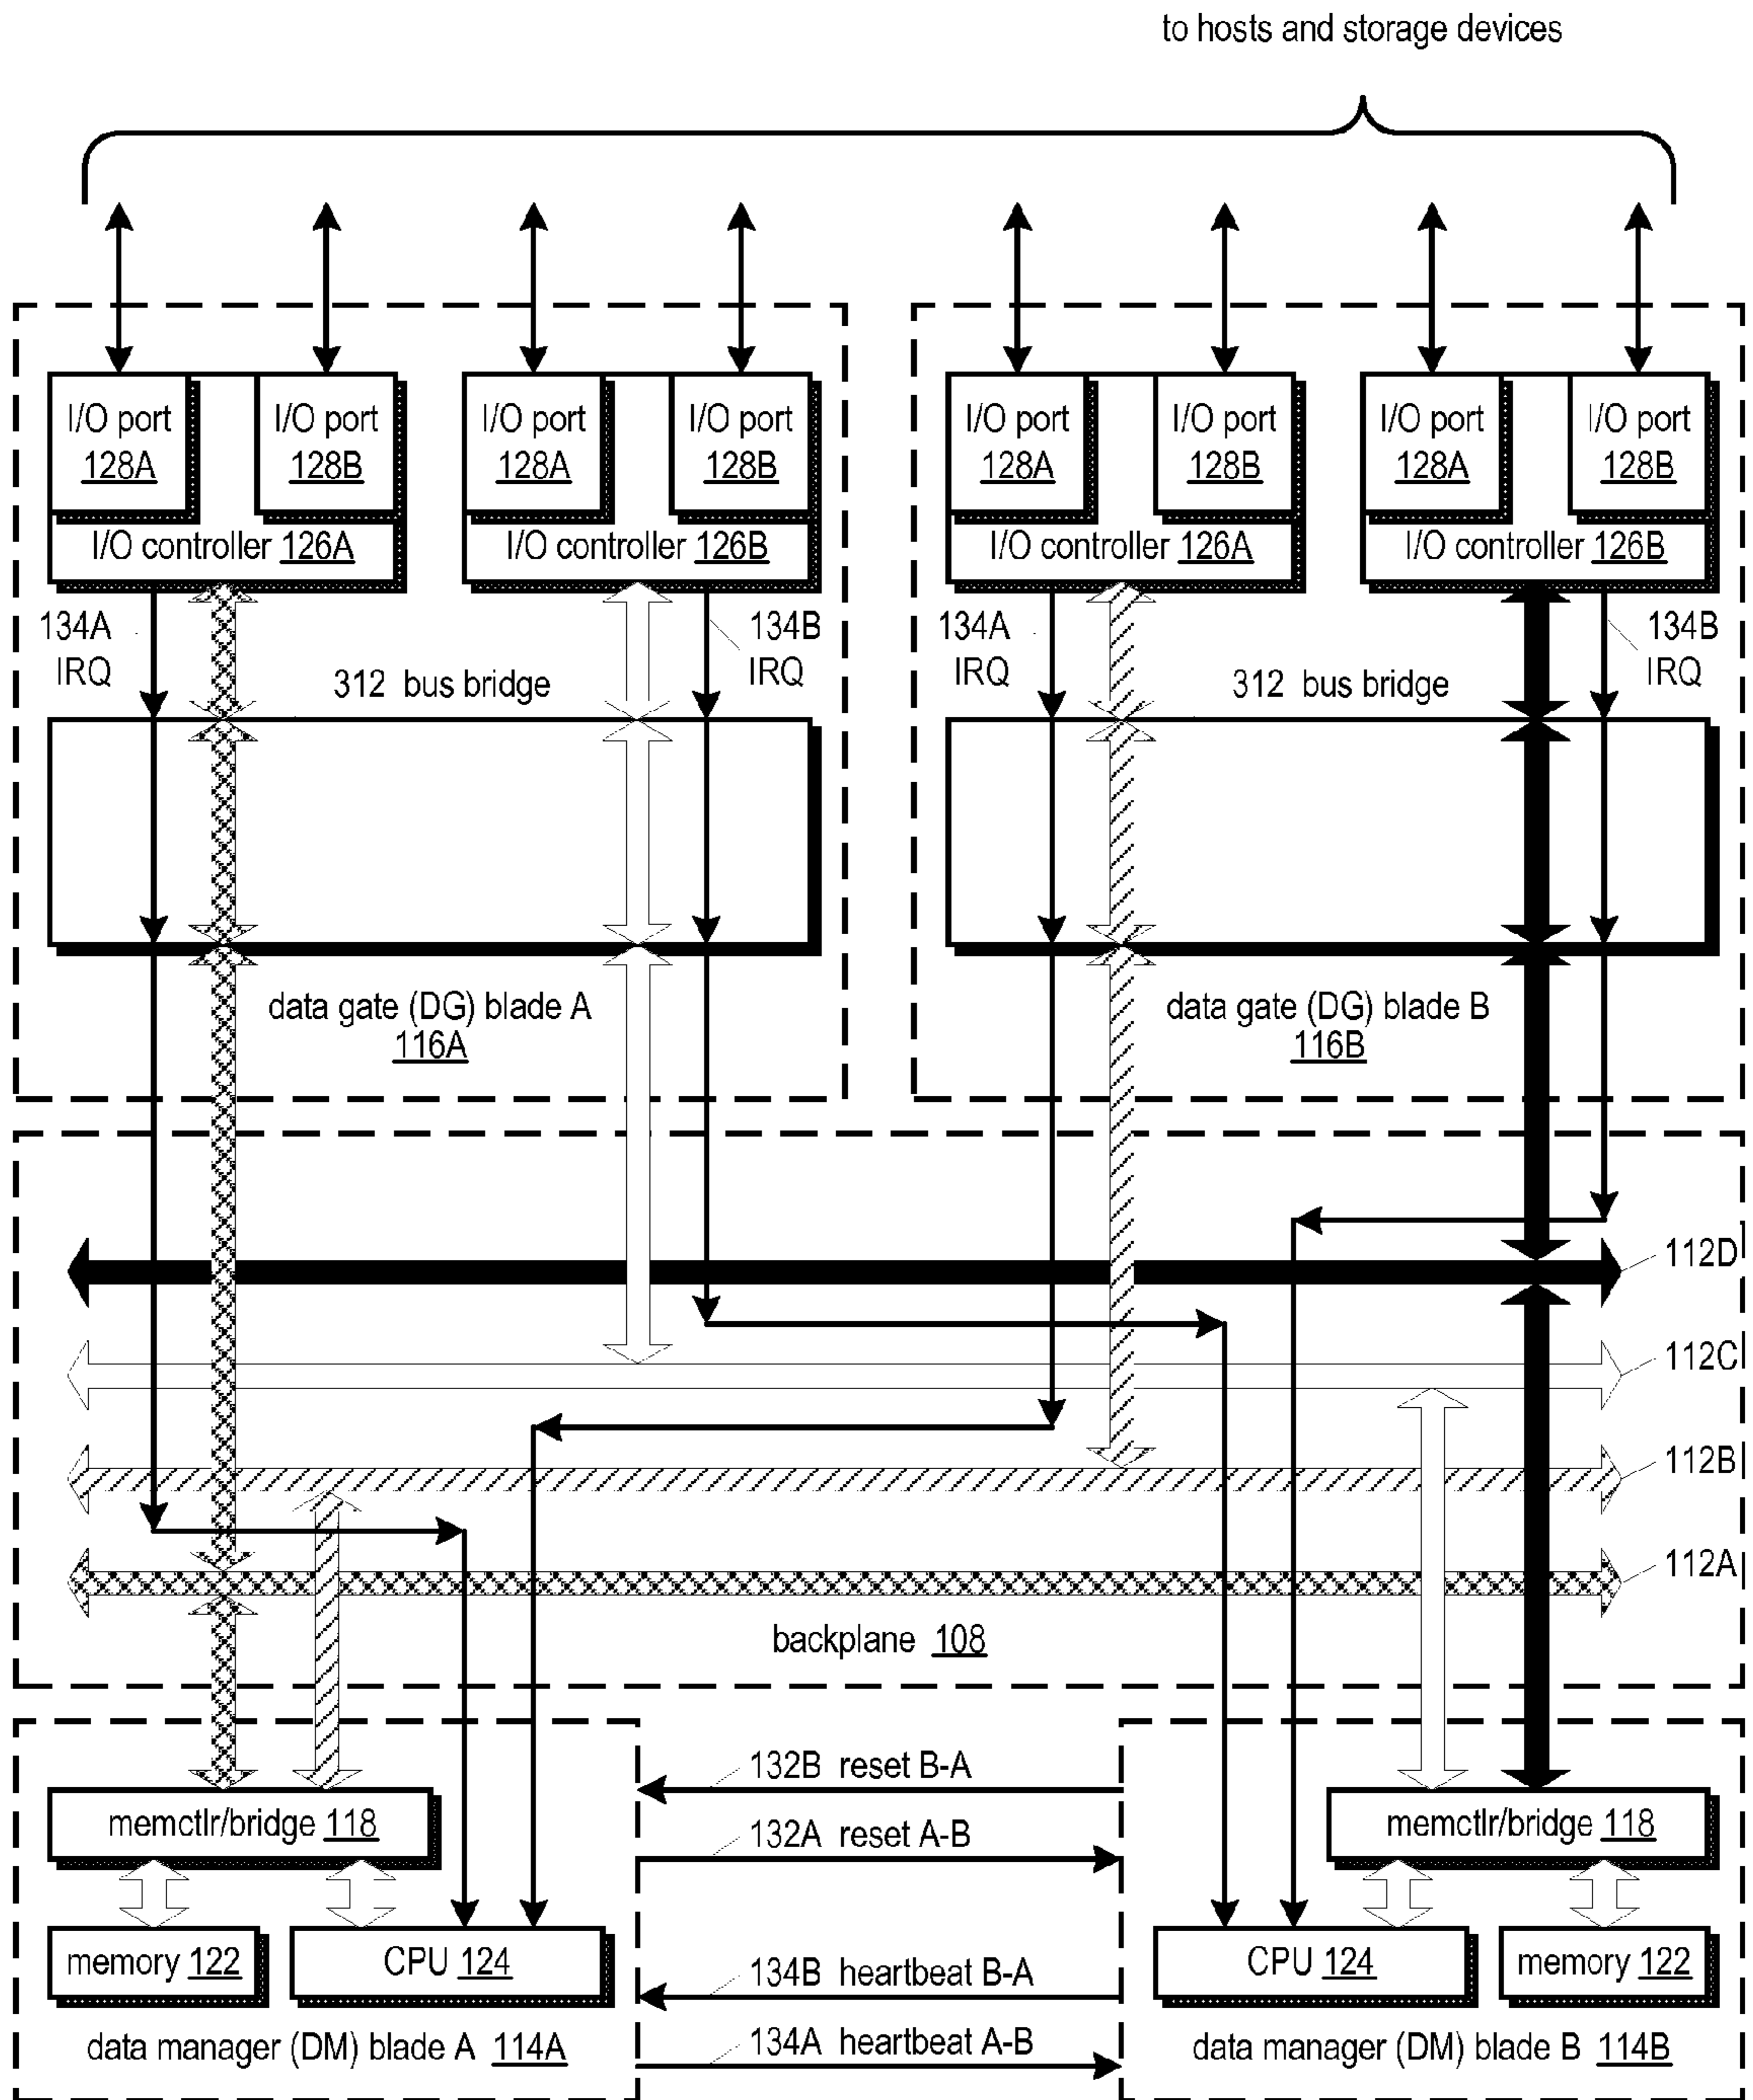 to hosts and storage devices
I/O port
128A
I/O port
128B
I/O controller 126A
I/O port
128A
I/O port
128B
I/O controller 126B
I/O port
128A
I/O port
128B
I/O controller 126A
I/O port
128A
I/O port
128B
I/O controller 126B
134A
IRQ
312 bus bridge
134B
IRQ
134A
IRQ
312 bus bridge
134B
IRQ
data gate (DG) blade A
116A
data gate (DG) blade B
116B
112D
112C
112B
112A
backplane 108
memctlr/bridge 118
memory 122
CPU 124
data manager (DM) blade A 114A
132B reset B-A
132A reset A-B
134B heartbeat B-A
134A heartbeat A-B
memctlr/bridge 118
CPU 124
memory 122
data manager (DM) blade B 114B